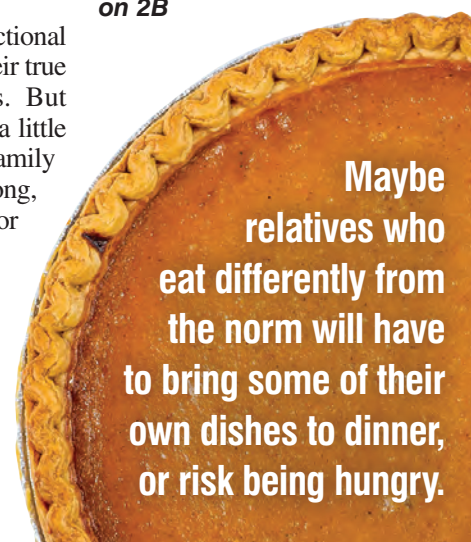 on 2B
ctional
eir true
s. But
a little
amily
ong,
or
Maybe
relatives who
eat differently from
the norm will have
to bring some of their
own dishes to dinner,
or risk being hungry.